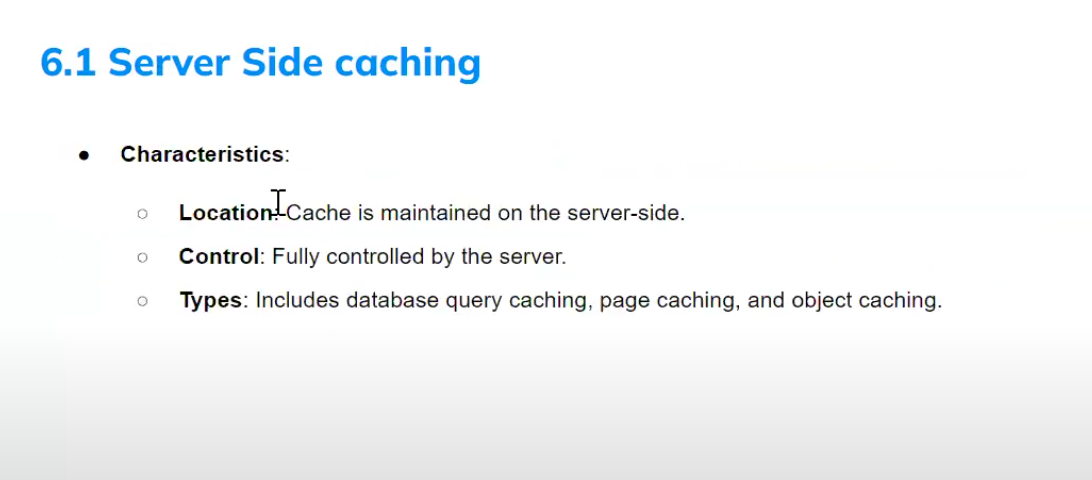 6.1 Server Side caching
● Characteristics:
○ Location: Cache is maintained on the server-side.
○ Control: Fully controlled by the server.
○ Types: Includes database query caching, page caching, and object caching.